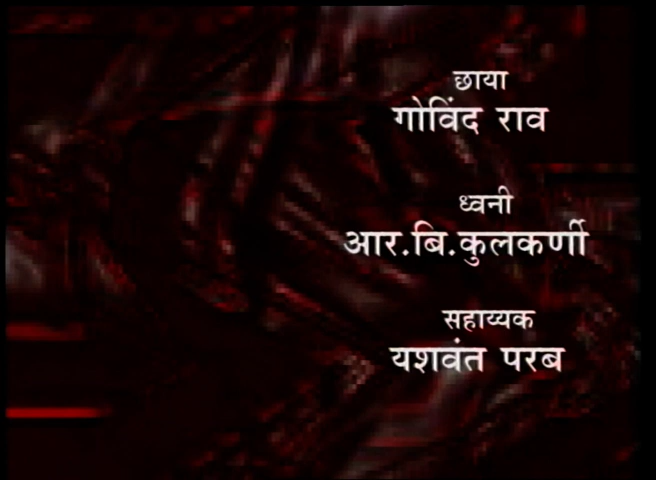 छाया
गोविंद राव
ध्वनी
आर.बि.कुलकर्णी
सहाय्यक
यशवंत परब